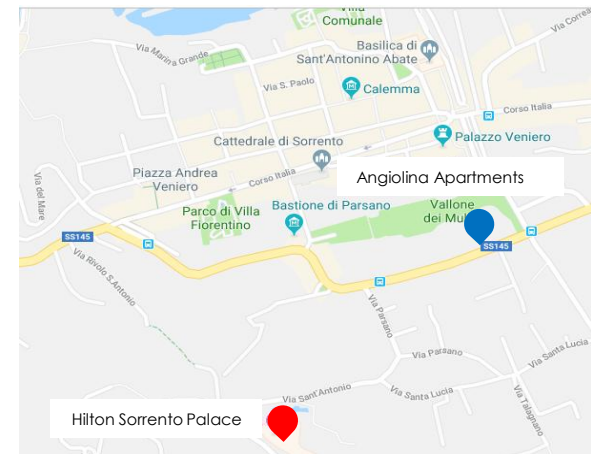 Villa
Comunale
Via Correa
Via Marina Grande
Basilica di
Sant'Antonino Abate
Via S. Paolo
Calemma
Corso Italia
Cattedrale di Sorrento
Palazzo Veniero
Piazza Andrea
Veniero
Corso Italia
Angiolina Apartments
Via del Mare
Parco di Villa
Fiorentino
Bastione di Parsano
Vallone
dei Mu
SS145
SS145
Via Rivolo S.Antonio
Via Parsano
Via Parsano
Via Santa Lucia
Via Sant'Antonio
Via Santa Lucia
Via Talagnano
Hilton Sorrento Palace